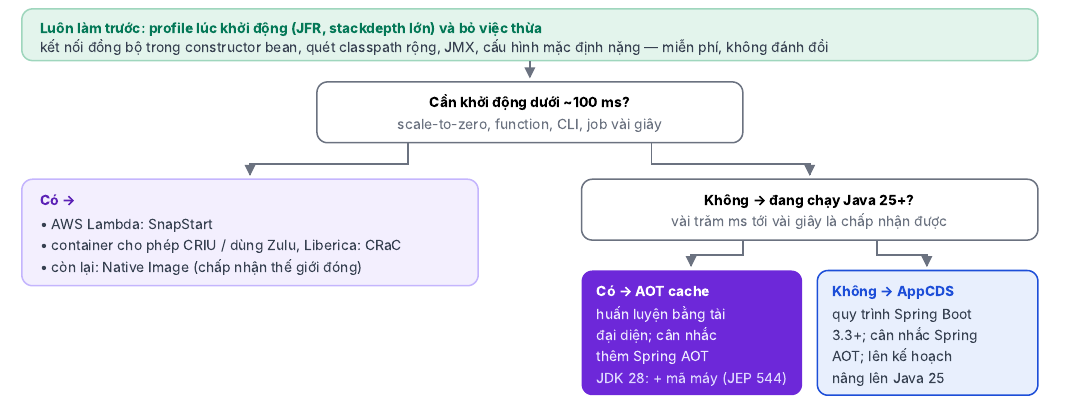 Luôn làm trước: profile lúc khởi động (JFR, stackdepth lớn) và bỏ việc thừa
kết nối đồng bộ trong constructor bean, quét classpath rộng, JMX, cấu hình mặc định nặng — miễn phí, không đánh đổi
Cần khởi động dưới ~100 ms?
scale-to-zero, function, CLI, job vài giây
Có →
• AWS Lambda: SnapStart
• container cho phép CRIU / dùng Zulu, Liberica: CRaC
• còn lại: Native Image (chấp nhận thế giới đóng)
Không → đang chạy Java 25+?
vài trăm ms tới vài giây là chấp nhận được
Có → AOT cache
huấn luyện bằng tải
đại diện; cân nhắc
thêm Spring AOT
JDK 28: + mã máy (JEP 544)
Không → AppCDS
quy trình Spring Boot
3.3+; cân nhắc Spring
AOT; lên kế hoạch
nâng lên Java 25